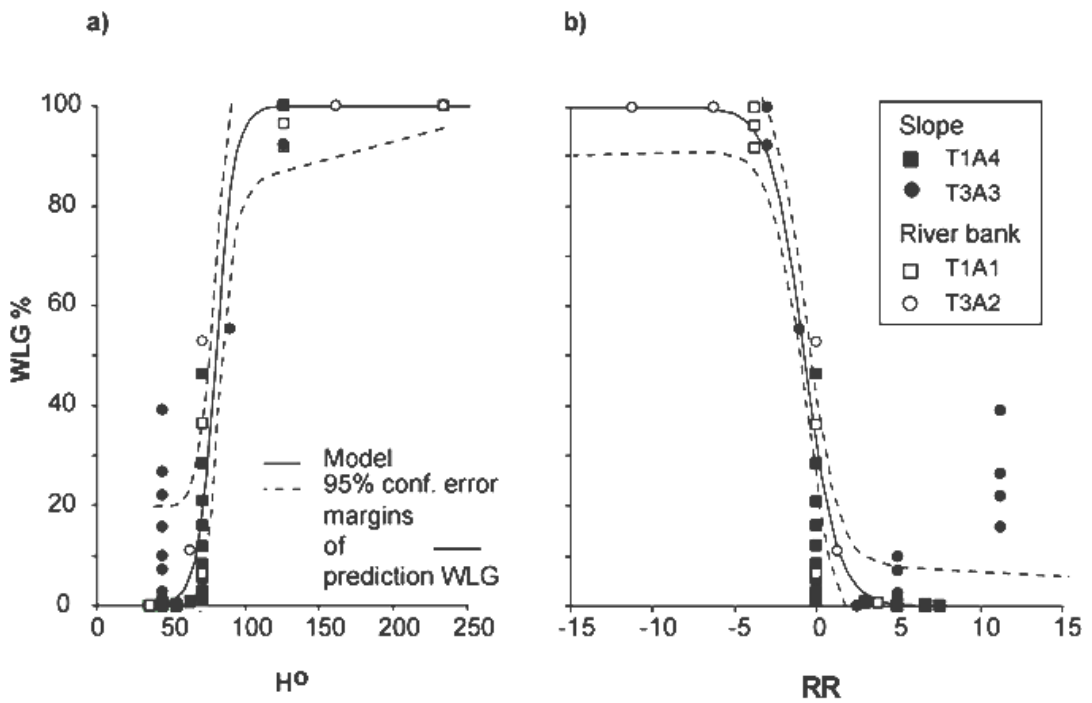 a)
b)
WLG %
100
80
60
40
20
0
0 50 100 150 200 250
Hº
Model
95% conf. error
margins
of
prediction WLG
-15 -10 -5 0 5 10 15
RR
Slope
T1A4
T3A3
River bank
T1A1
T3A2